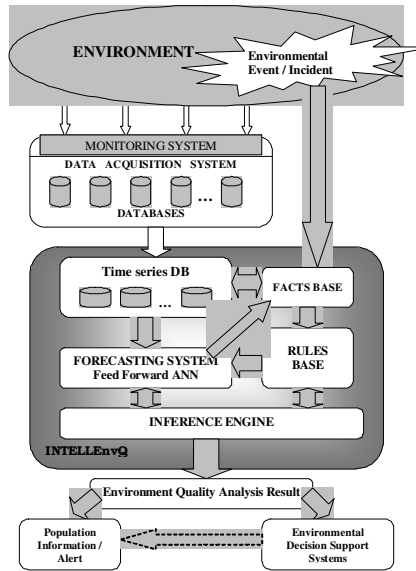 ENVIRONMENT
Environmental
Event / Incident
MONITORING SYSTEM
DATA ACQUISITION SYSTEM
...
DATABASES
Time series DB
...
FACTS BASE
FORECASTING SYSTEM
Feed Forward ANN
RULES
BASE
INFERENCE ENGINE
INTELLEnvQ
Environment Quality Analysis Result
Population
Information /
Alert
Environmental
Decision Support
Systems